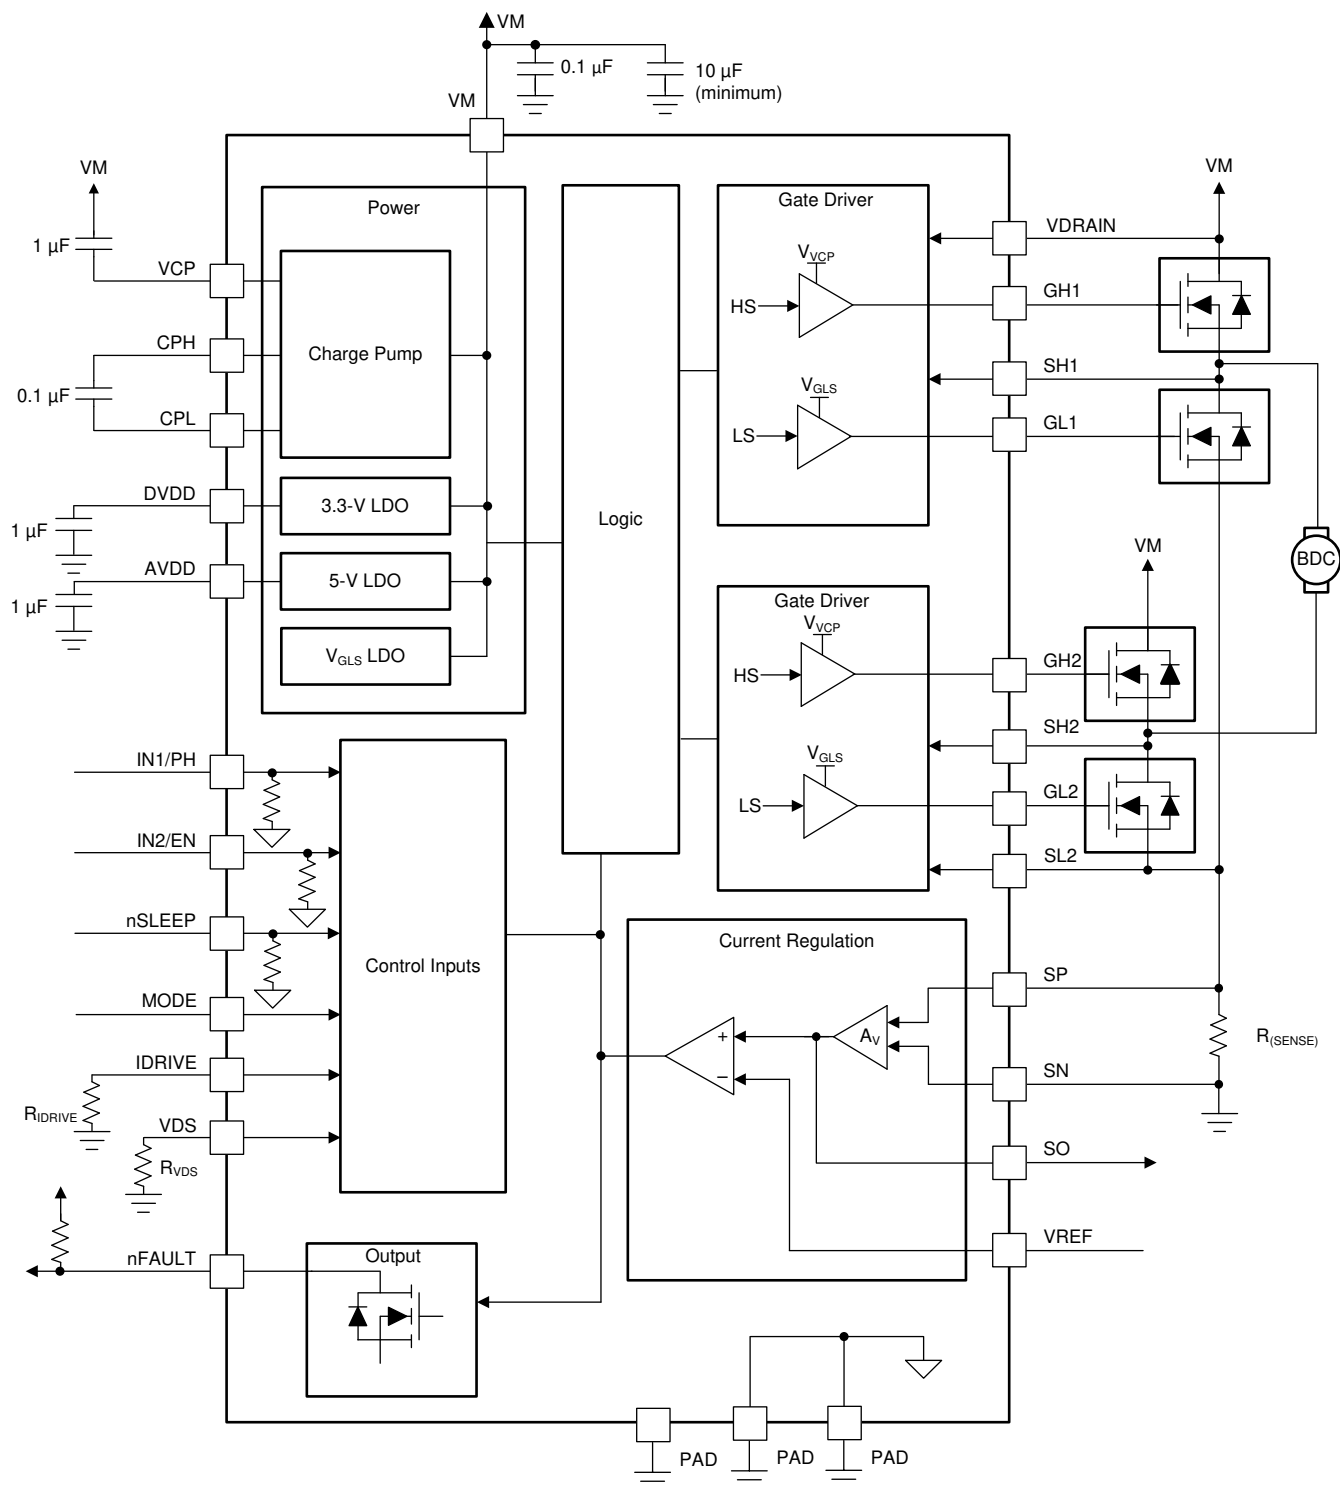 VM
0.1 µF
10 µF
(minimum)
VM
VM
1 µF
VCP
CPH
0.1 µF
CPL
DVDD
1 µF
AVDD
1 µF
Power
Charge Pump
3.3-V LDO
5-V LDO
VGLS LDO
Logic
Gate Driver
VVCP
HS
VGLS
LS
VDRAIN
GH1
SH1
GL1
VM
BDC
Gate Driver
VVCP
HS
VGLS
LS
VM
GH2
SH2
GL2
SL2
IN1/PH
IN2/EN
nSLEEP
MODE
IDRIVE
RIDRIVE
VDS
RVDS
nFAULT
Control Inputs
Output
Current Regulation
+
−
AV
SP
SN
SO
VREF
R(SENSE)
PAD
PAD
PAD